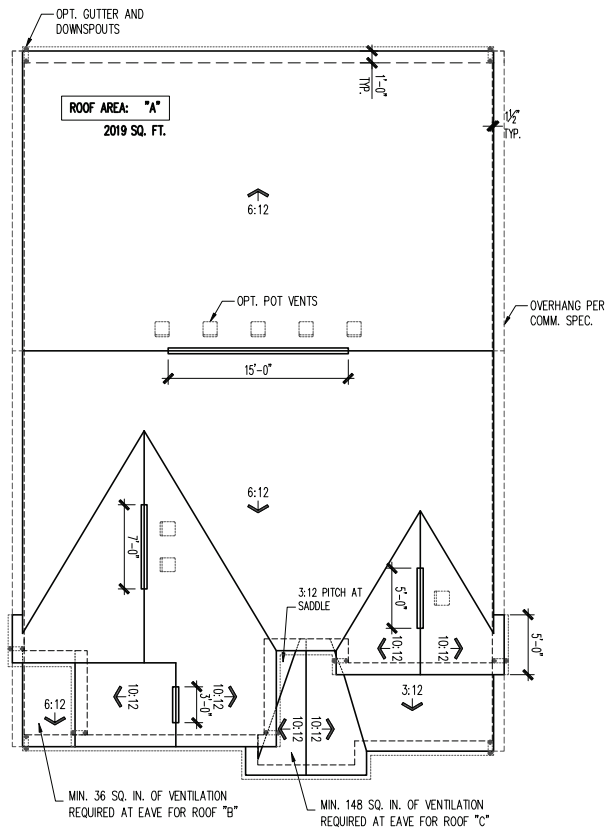 OPT. GUTTER AND
DOWNSPOUTS
1'-0"
TYP.
ROOF AREA: "A"
2019 SQ. FT.
1½"
TYP.
6:12
OPT. POT VENTS
OVERHANG PER
COMM. SPEC.
15'-0"
6:12
7'-0"
3:12 PITCH AT
SADDLE
5'-0"
5'-0"
10:12
10:12
10:12
10:12
3'-0"
6:12
3:12
10:12
10:12
MIN. 36 SQ. IN. OF VENTILATION
REQUIRED AT EAVE FOR ROOF "B"
MIN. 148 SQ. IN. OF VENTILATION
REQUIRED AT EAVE FOR ROOF "C"